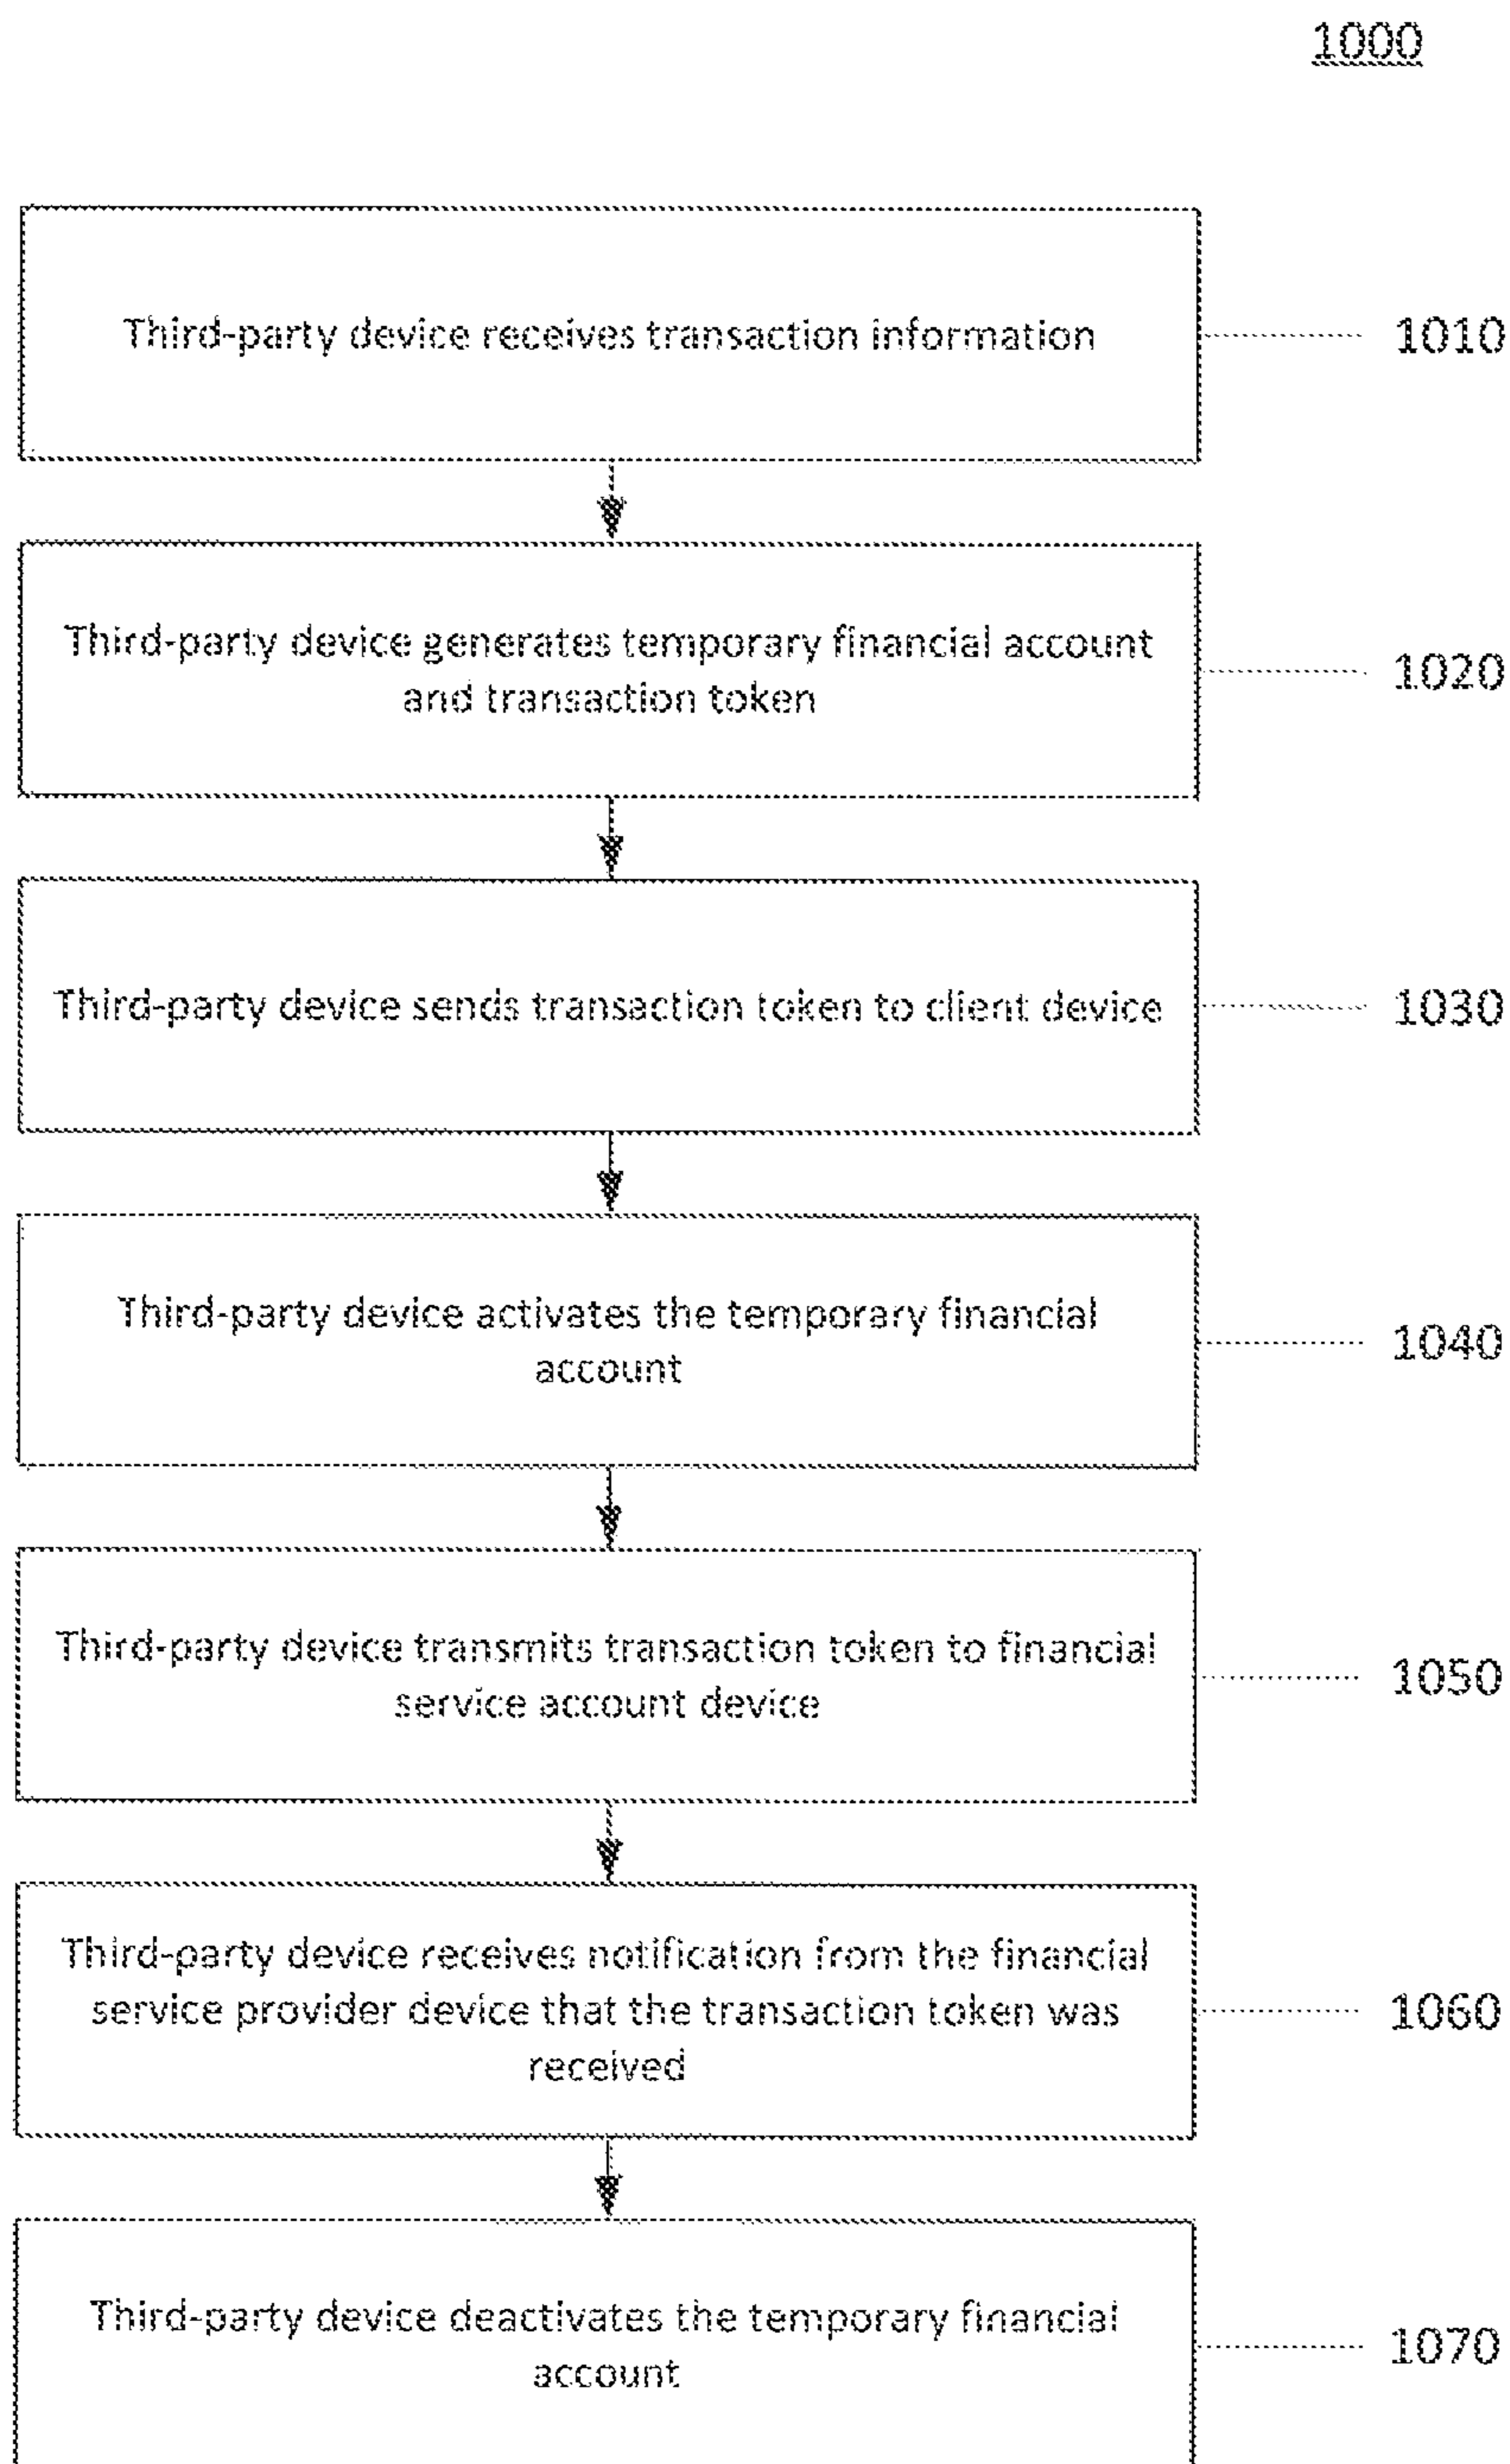 1000
Third-party device receives transaction information
1010
Third-party device generates temporary financial account
and transaction token
1020
Third-party device sends transaction token to client device
1030
Third-party device activates the temporary financial
account
1040
Third-party device transmits transaction token to financial
service account device
1050
Third-party device receives notification from the financial
service provider device that the transaction token was
received
1060
Third-party device deactivates the temporary financial
account
1070